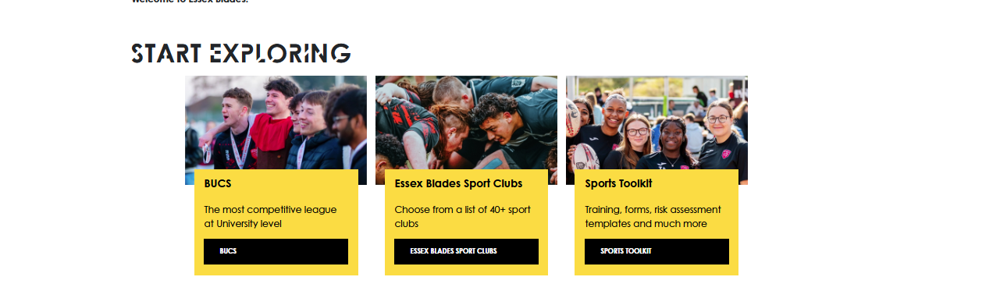 Welcome to Essex Blades.
START EXPLORING
BUCS
The most competitive league
at University level
BUCS
Essex Blades Sport Clubs
Choose from a list of 40+ sport
clubs
ESSEX BLADES SPORT CLUBS
Sports Toolkit
Training, forms, risk assessment
templates and much more
SPORTS TOOLKIT